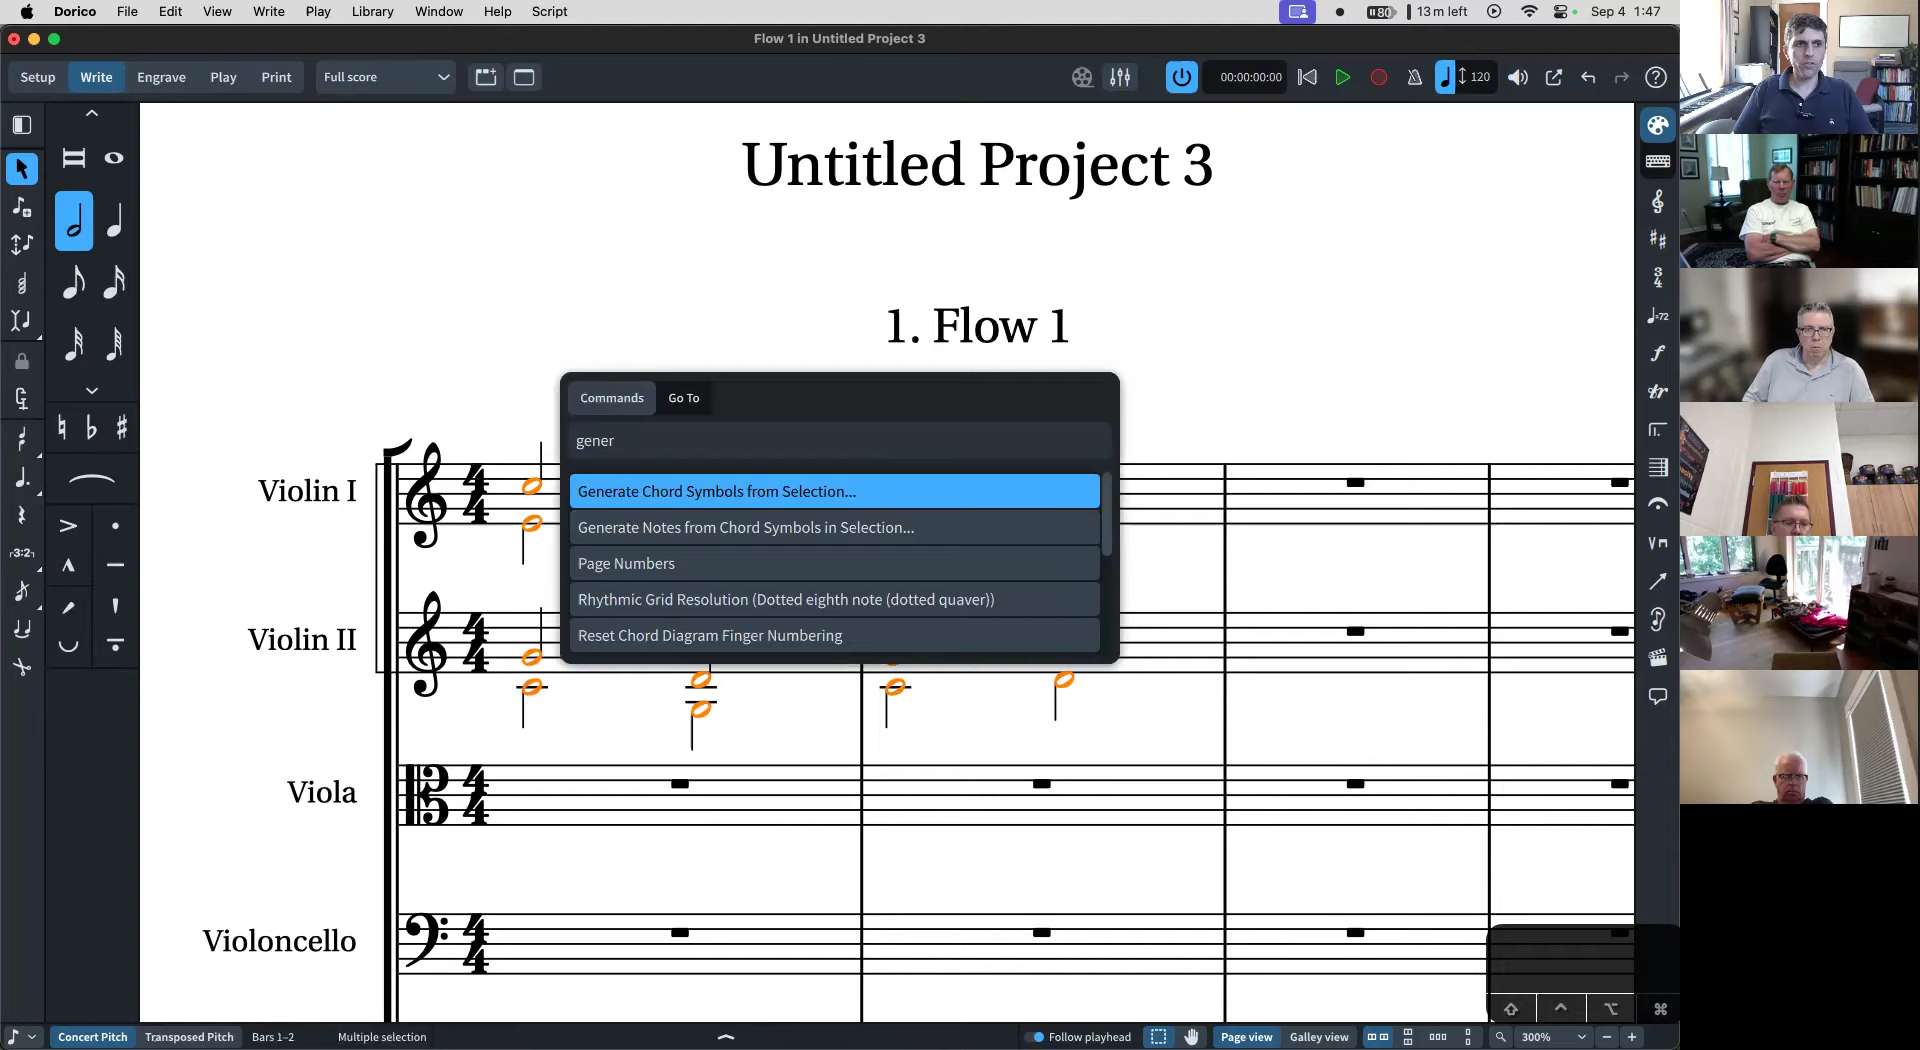 Dorico File Edit View Write Play Library Window Help Script
80 13 m left Sep 4 1:47
Flow 1 in Untitled Project 3
Setup Write Engrave Play Print Full score
00:00:00:00 120
Untitled Project 3
1. Flow 1
Commands Go To
gener
Generate Chord Symbols from Selection...
Generate Notes from Chord Symbols in Selection...
Page Numbers
Rhythmic Grid Resolution (Dotted eighth note (dotted quaver))
Reset Chord Diagram Finger Numbering
Violin I
Violin II
Viola
Violoncello
3:2
=72
Concert Pitch Transposed Pitch Bars 1–2 Multiple selection
Follow playhead Page view Galley view 300%